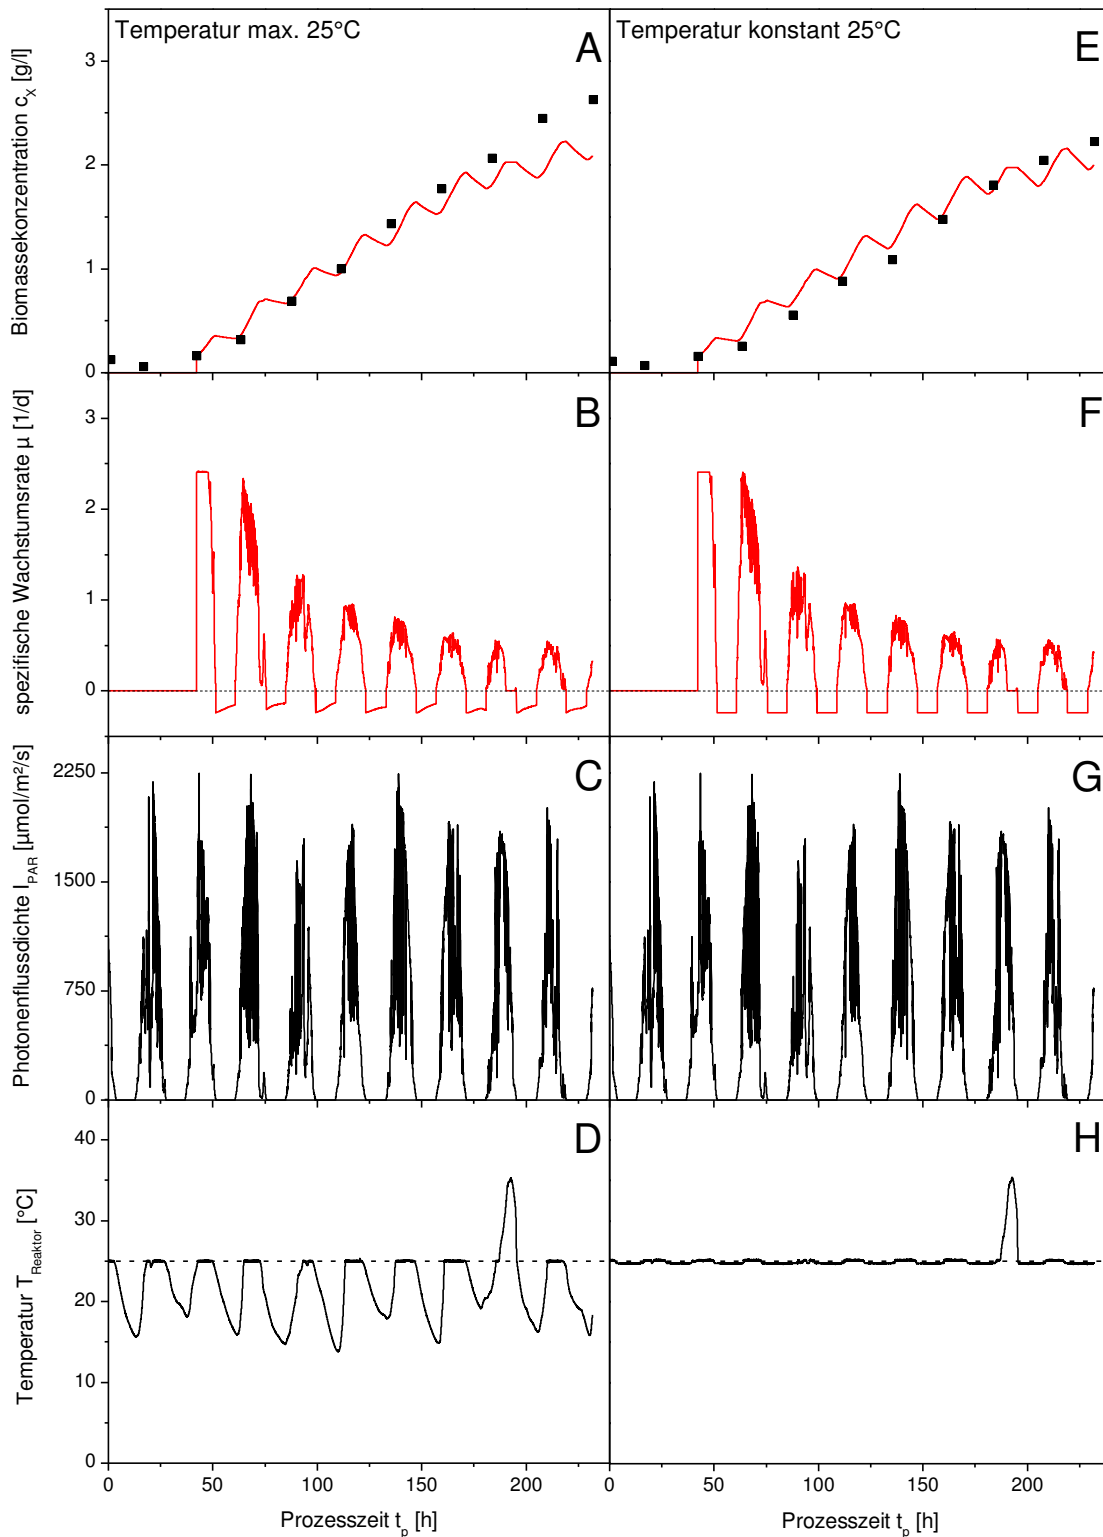 Temperatur max. 25°C
A
Temperatur konstant 25°C
E
Biomassekonzentration c_X [g/l]
3
2
1
0
B
F
spezifische Wachstumsrate µ [1/d]
3
2
1
0
C
G
Photonenflussdichte I_PAR [µmol/m²/s]
2250
1500
750
0
D
H
Temperatur T_Reaktor [°C]
40
30
20
10
0
0 50 100 150 200 0 50 100 150 200
Prozesszeit t_p [h] Prozesszeit t_p [h]